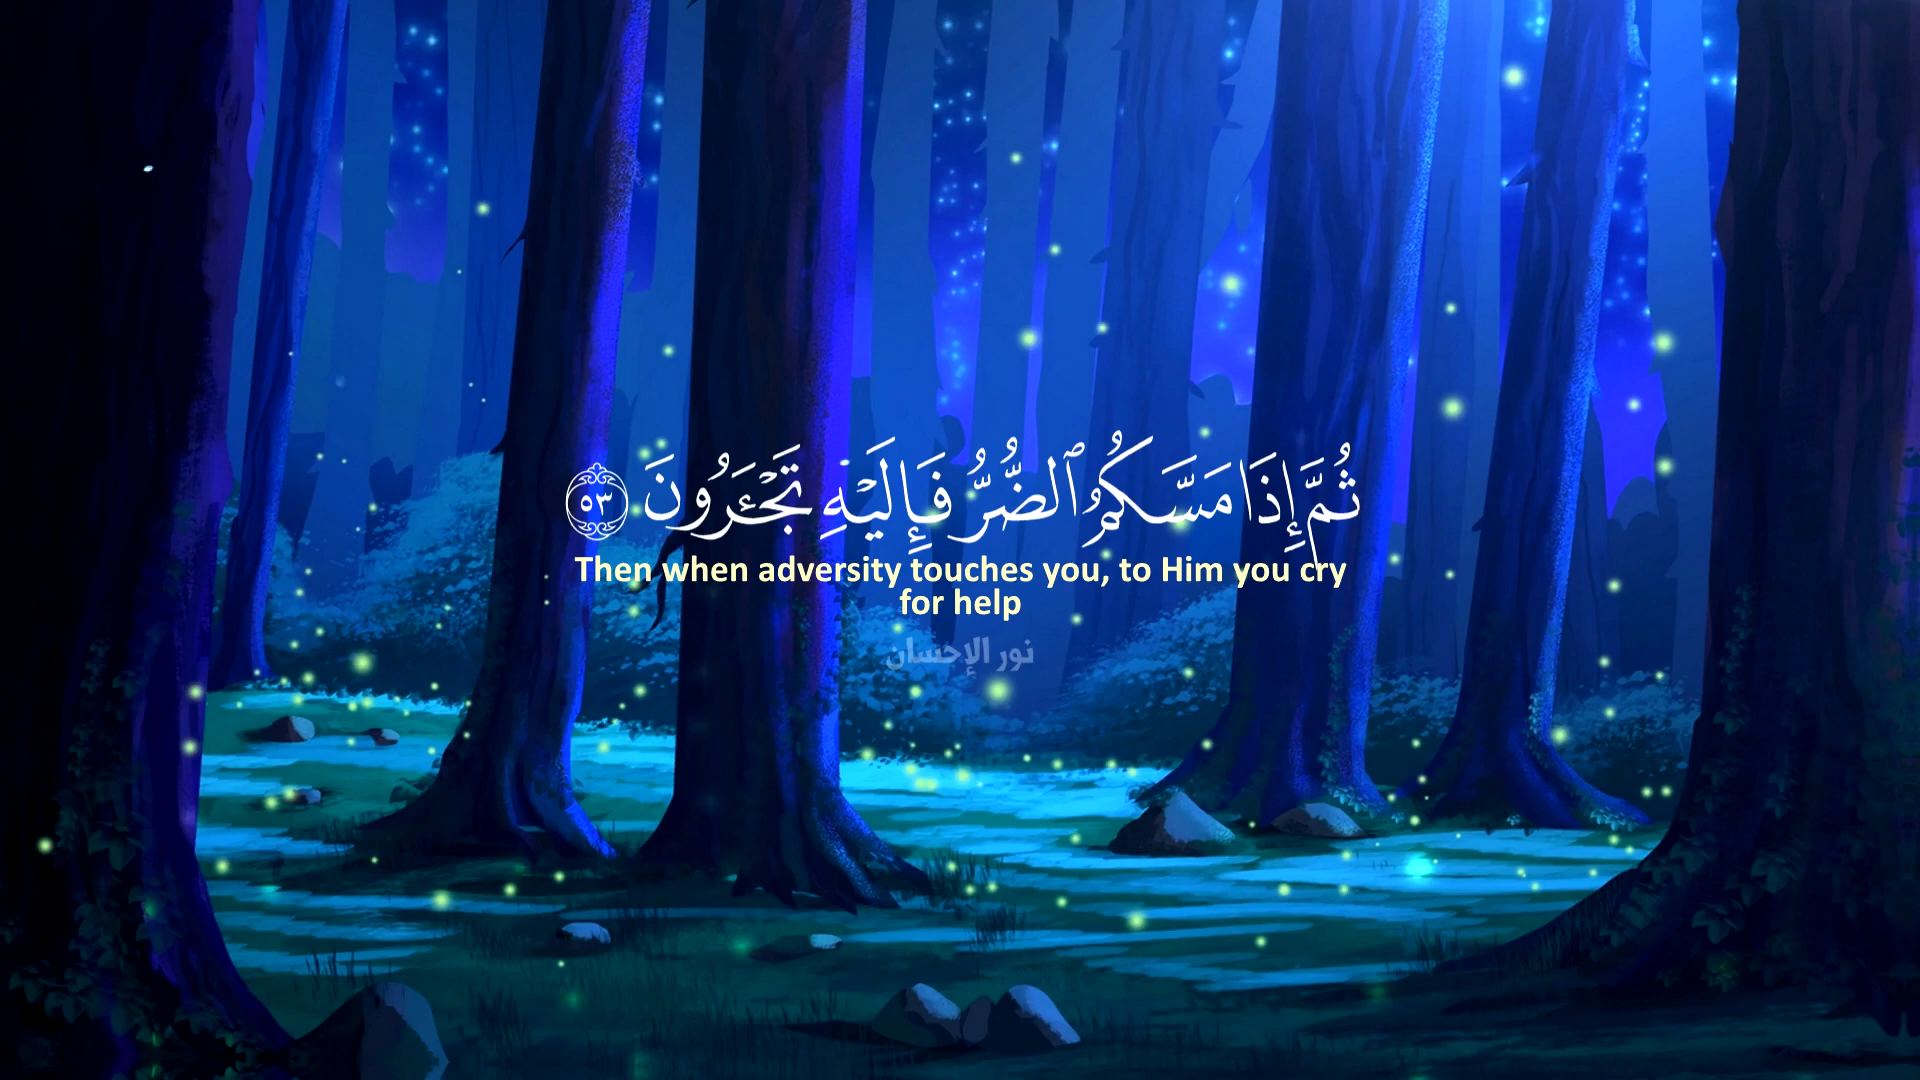 ثُمَّ إِذَا مَسَّكُمُ ٱلضُّرُّ فَإِلَيْهِ تَجْـَٔرُونَ ٥٣
Then when adversity touches you, to Him you cry
for help
نور الإحسان